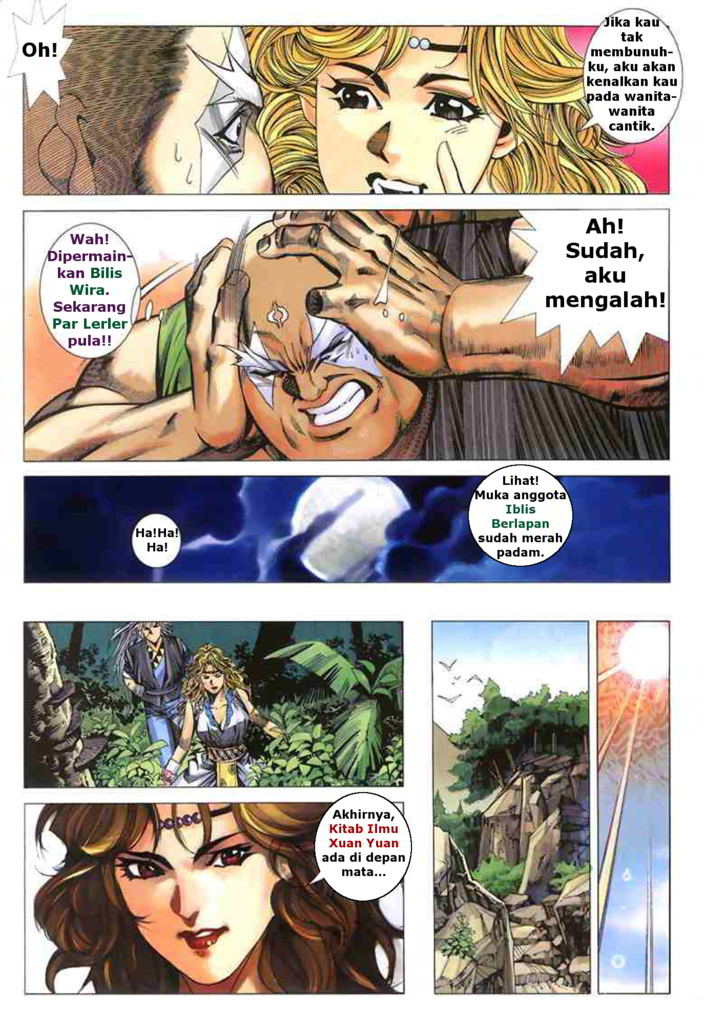 Oh!
Jika kau
tak
membunuh-
ku, aku akan
kenalkan kau
pada wanita-
wanita
cantik.
Wah!
Dipermain-
kan Bilis
Wira.
Sekarang
Par Lerler
pula!!
Ah!
Sudah,
aku
mengalah!
Ha!Ha!
Ha!
Lihat!
Muka anggota
Iblis
Berlapan
sudah merah
padam.
Akhirnya,
Kitab Ilmu
Xuan Yuan
ada di depan
mata...